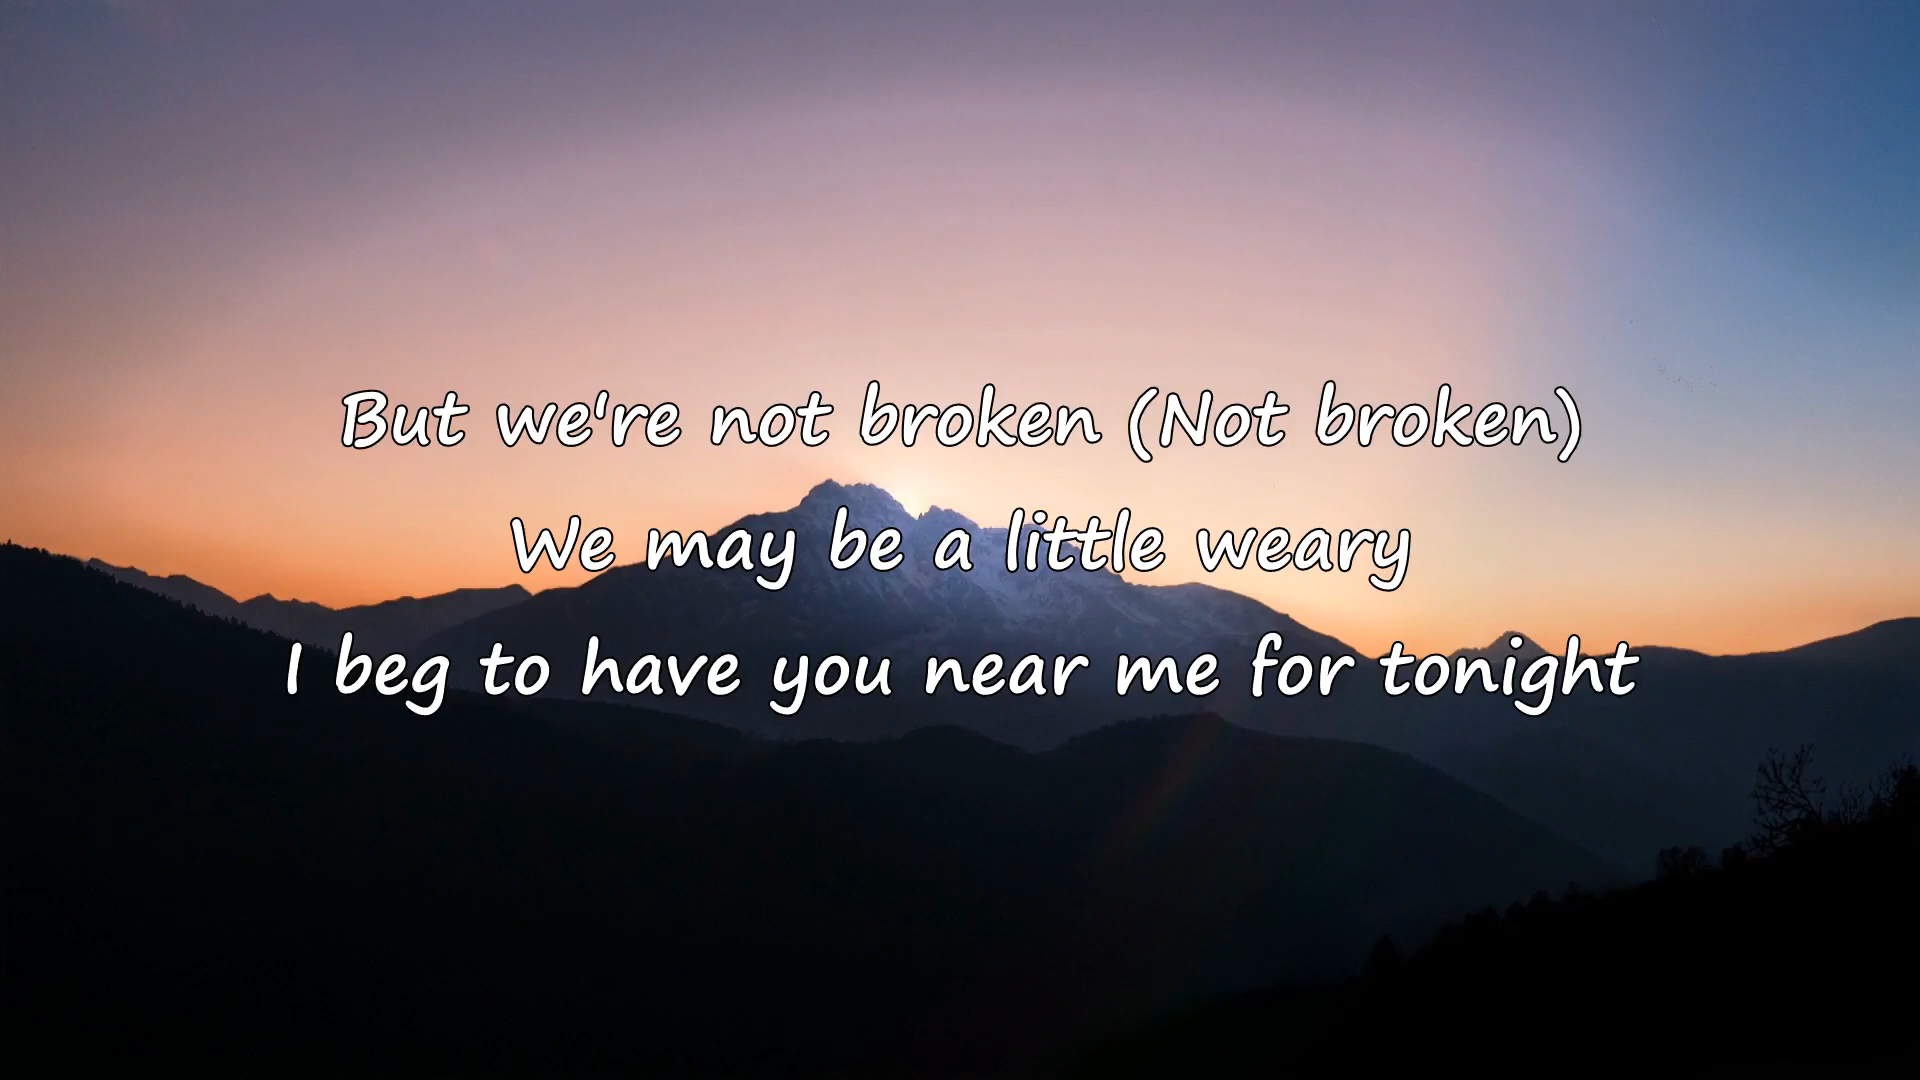 But we're not broken (Not broken)
We may be a little weary
I beg to have you near me for tonight